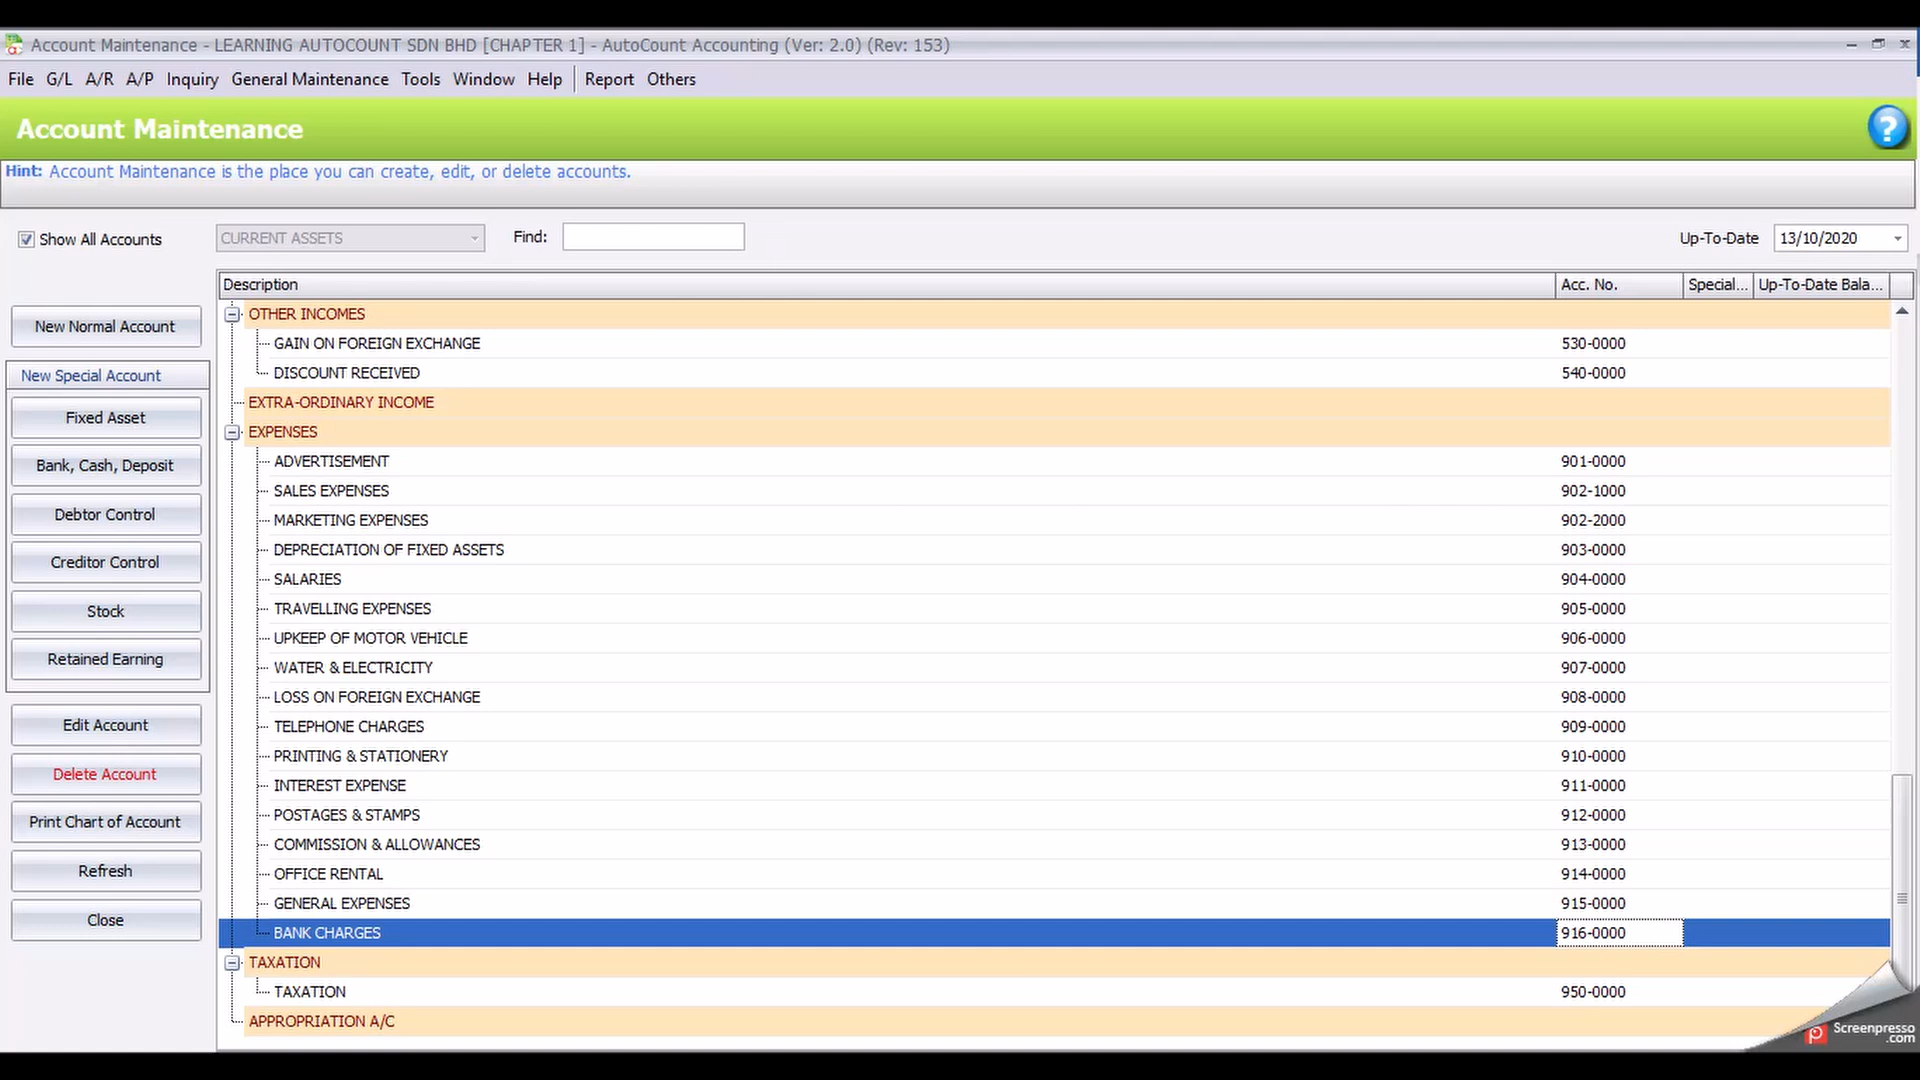 Account Maintenance - LEARNING AUTOCOUNT SDN BHD [CHAPTER 1] - AutoCount Accounting (Ver: 2.0) (Rev: 153)
File G/L A/R A/P Inquiry General Maintenance Tools Window Help Report Others
Account Maintenance
Hint: Account Maintenance is the place you can create, edit, or delete accounts.
Show All Accounts CURRENT ASSETS Find: Up-To-Date 13/10/2020
New Normal Account
New Special Account
Fixed Asset
Bank, Cash, Deposit
Debtor Control
Creditor Control
Stock
Retained Earning
Edit Account
Delete Account
Print Chart of Account
Refresh
Close
Description Acc. No. Special... Up-To-Date Bala...
OTHER INCOMES
GAIN ON FOREIGN EXCHANGE 530-0000
DISCOUNT RECEIVED 540-0000
EXTRA-ORDINARY INCOME
EXPENSES
ADVERTISEMENT 901-0000
SALES EXPENSES 902-1000
MARKETING EXPENSES 902-2000
DEPRECIATION OF FIXED ASSETS 903-0000
SALARIES 904-0000
TRAVELLING EXPENSES 905-0000
UPKEEP OF MOTOR VEHICLE 906-0000
WATER & ELECTRICITY 907-0000
LOSS ON FOREIGN EXCHANGE 908-0000
TELEPHONE CHARGES 909-0000
PRINTING & STATIONERY 910-0000
INTEREST EXPENSE 911-0000
POSTAGES & STAMPS 912-0000
COMMISSION & ALLOWANCES 913-0000
OFFICE RENTAL 914-0000
GENERAL EXPENSES 915-0000
BANK CHARGES 916-0000
TAXATION
TAXATION 950-0000
APPROPRIATION A/C
Screenpresso
.com